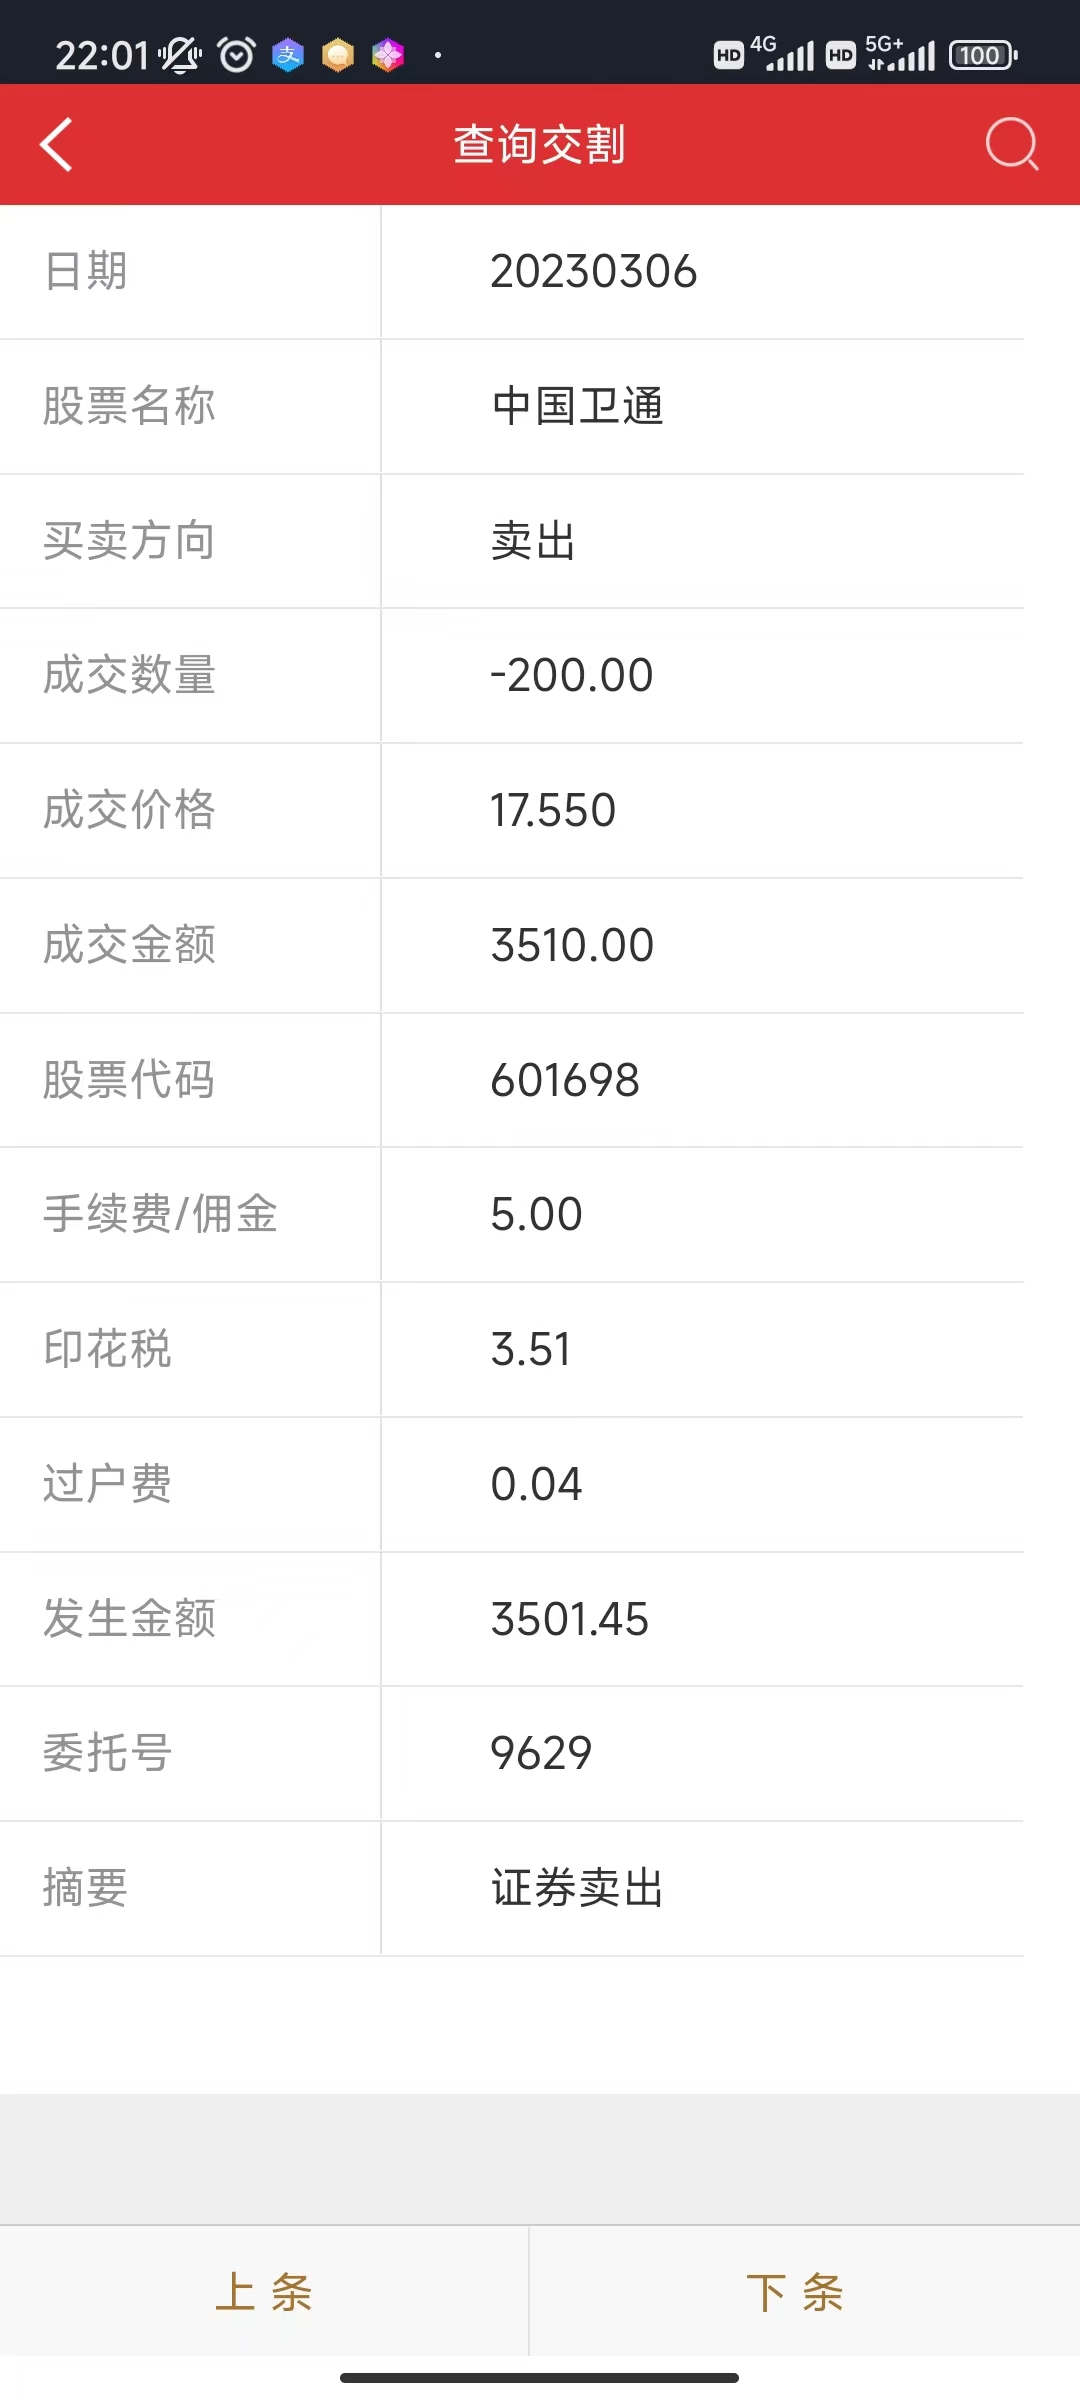 22:01 支 HD 4G HD 5G+ 100
查询交割
日期 20230306
股票名称 中国卫通
买卖方向 卖出
成交数量 -200.00
成交价格 17.550
成交金额 3510.00
股票代码 601698
手续费/佣金 5.00
印花税 3.51
过户费 0.04
发生金额 3501.45
委托号 9629
摘要 证券卖出
上条 下条